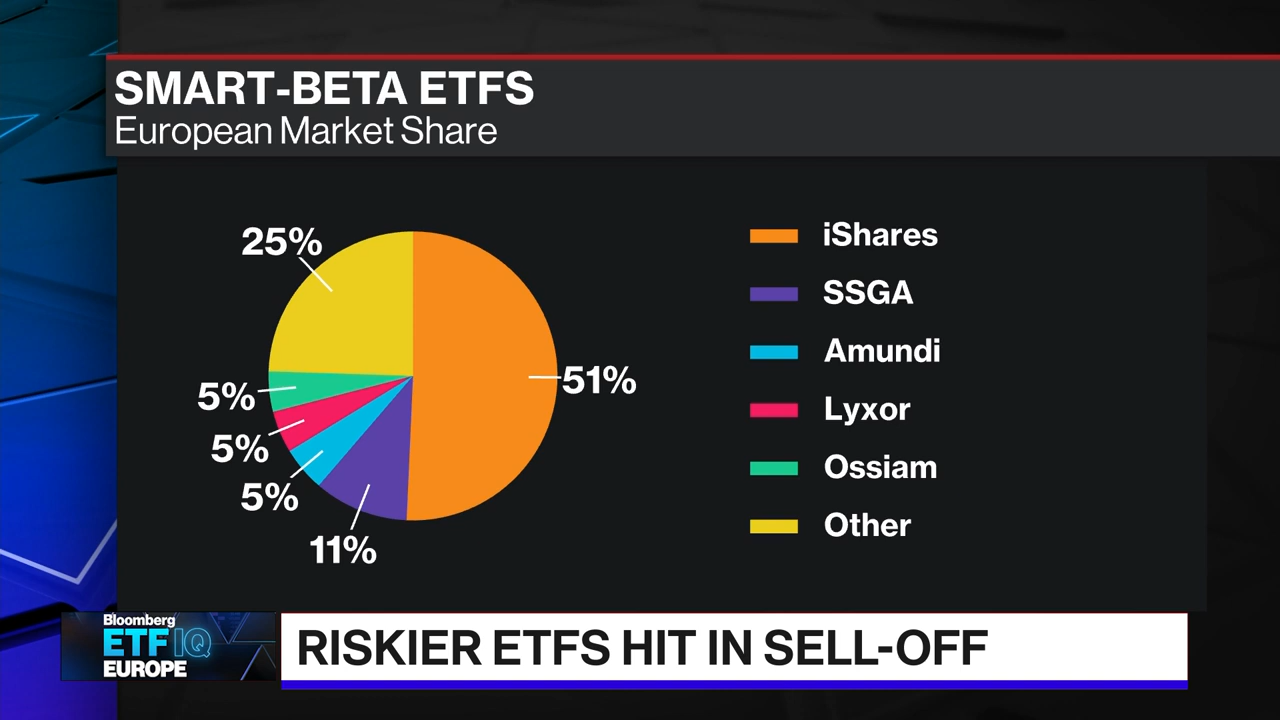 SMART-BETA ETFS
European Market Share
25%
51%
5%
5%
5%
11%
iShares
SSGA
Amundi
Lyxor
Ossiam
Other
Bloomberg
ETF IQ
EUROPE
RISKIER ETFS HIT IN SELL-OFF